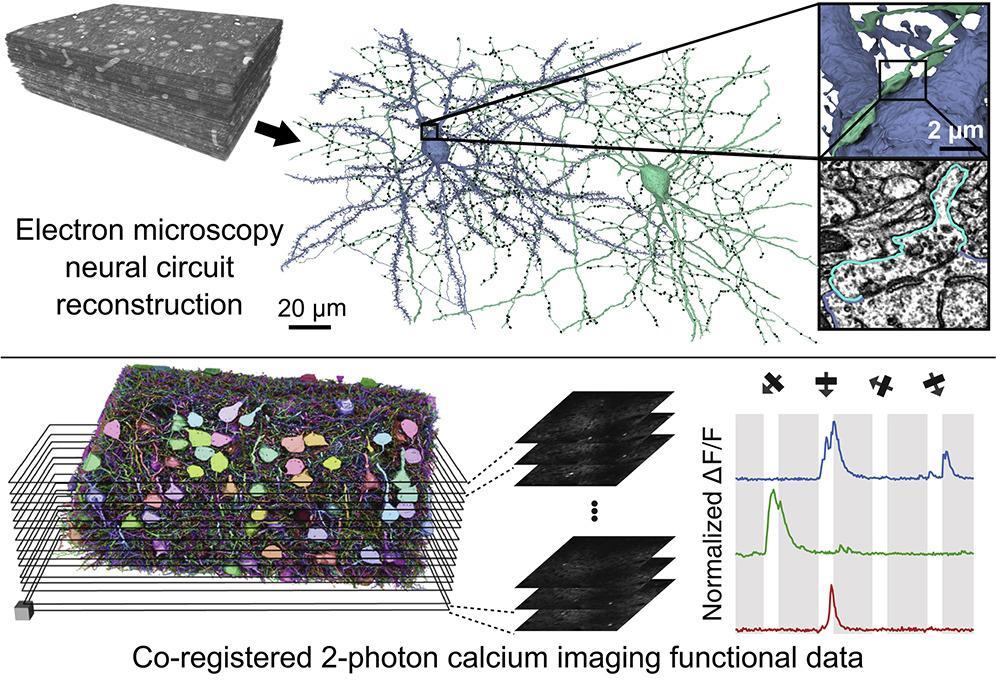 Electron microscopy
neural circuit
reconstruction
20 μm
2 μm
Normalized ΔF/F
Co-registered 2-photon calcium imaging functional data